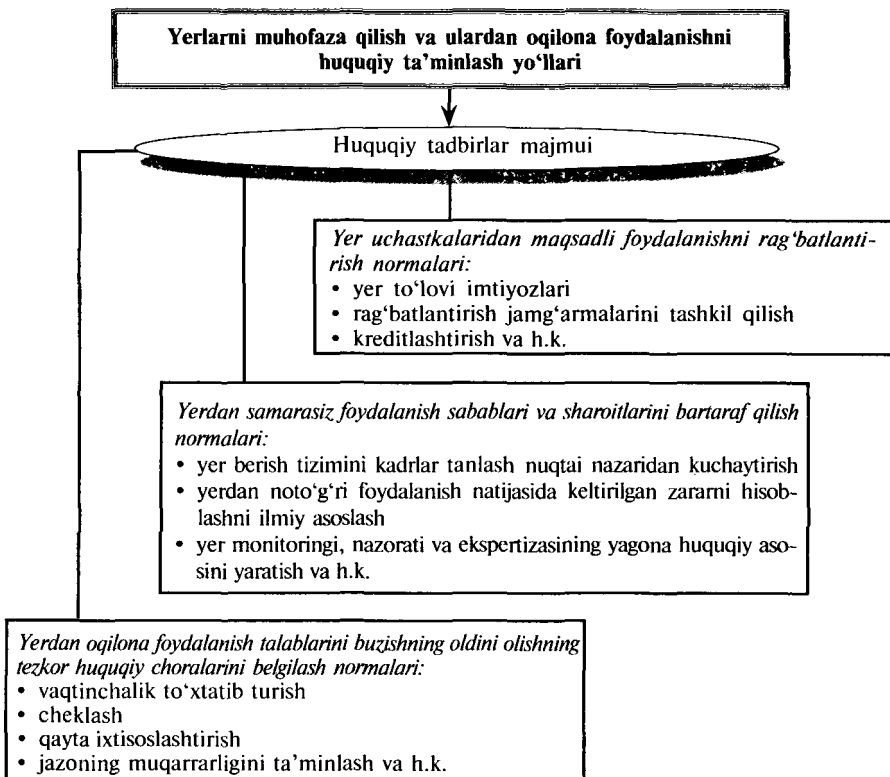 Yerlarni muhofaza qilish va ulardan oqilona foydalanishni
huquqiy ta’minlash yo‘llari
Huquqiy tadbirlar majmui
Yer uchastkalaridan maqsadli foydalanishni rag‘batlanti-
rish normalari:
• yer to‘lovi imtiyozlari
• rag‘batlantirish jamg‘armalarini tashkil qilish
• kreditlashtirish va h.k.
Yerdan samarasiz foydalanish sabablari va sharoitlarini bartaraf qilish
normalari:
• yer berish tizimini kadrlar tanlash nuqtai nazaridan kuchaytirish
• yerdan noto‘g‘ri foydalanish natijasida keltirilgan zararni hisob-
lashni ilmiy asoslash
• yer monitoringi, nazorati va ekspertizasining yagona huquqiy aso-
sini yaratish va h.k.
Yerdan oqilona foydalanish talablarini buzishning oldini olishning
tezkor huquqiy choralarini belgilash normalari:
• vaqtinchalik to‘xtatib turish
• cheklash
• qayta ixtisoslashtirish
• jazoning muqarrarligini ta’minlash va h.k.